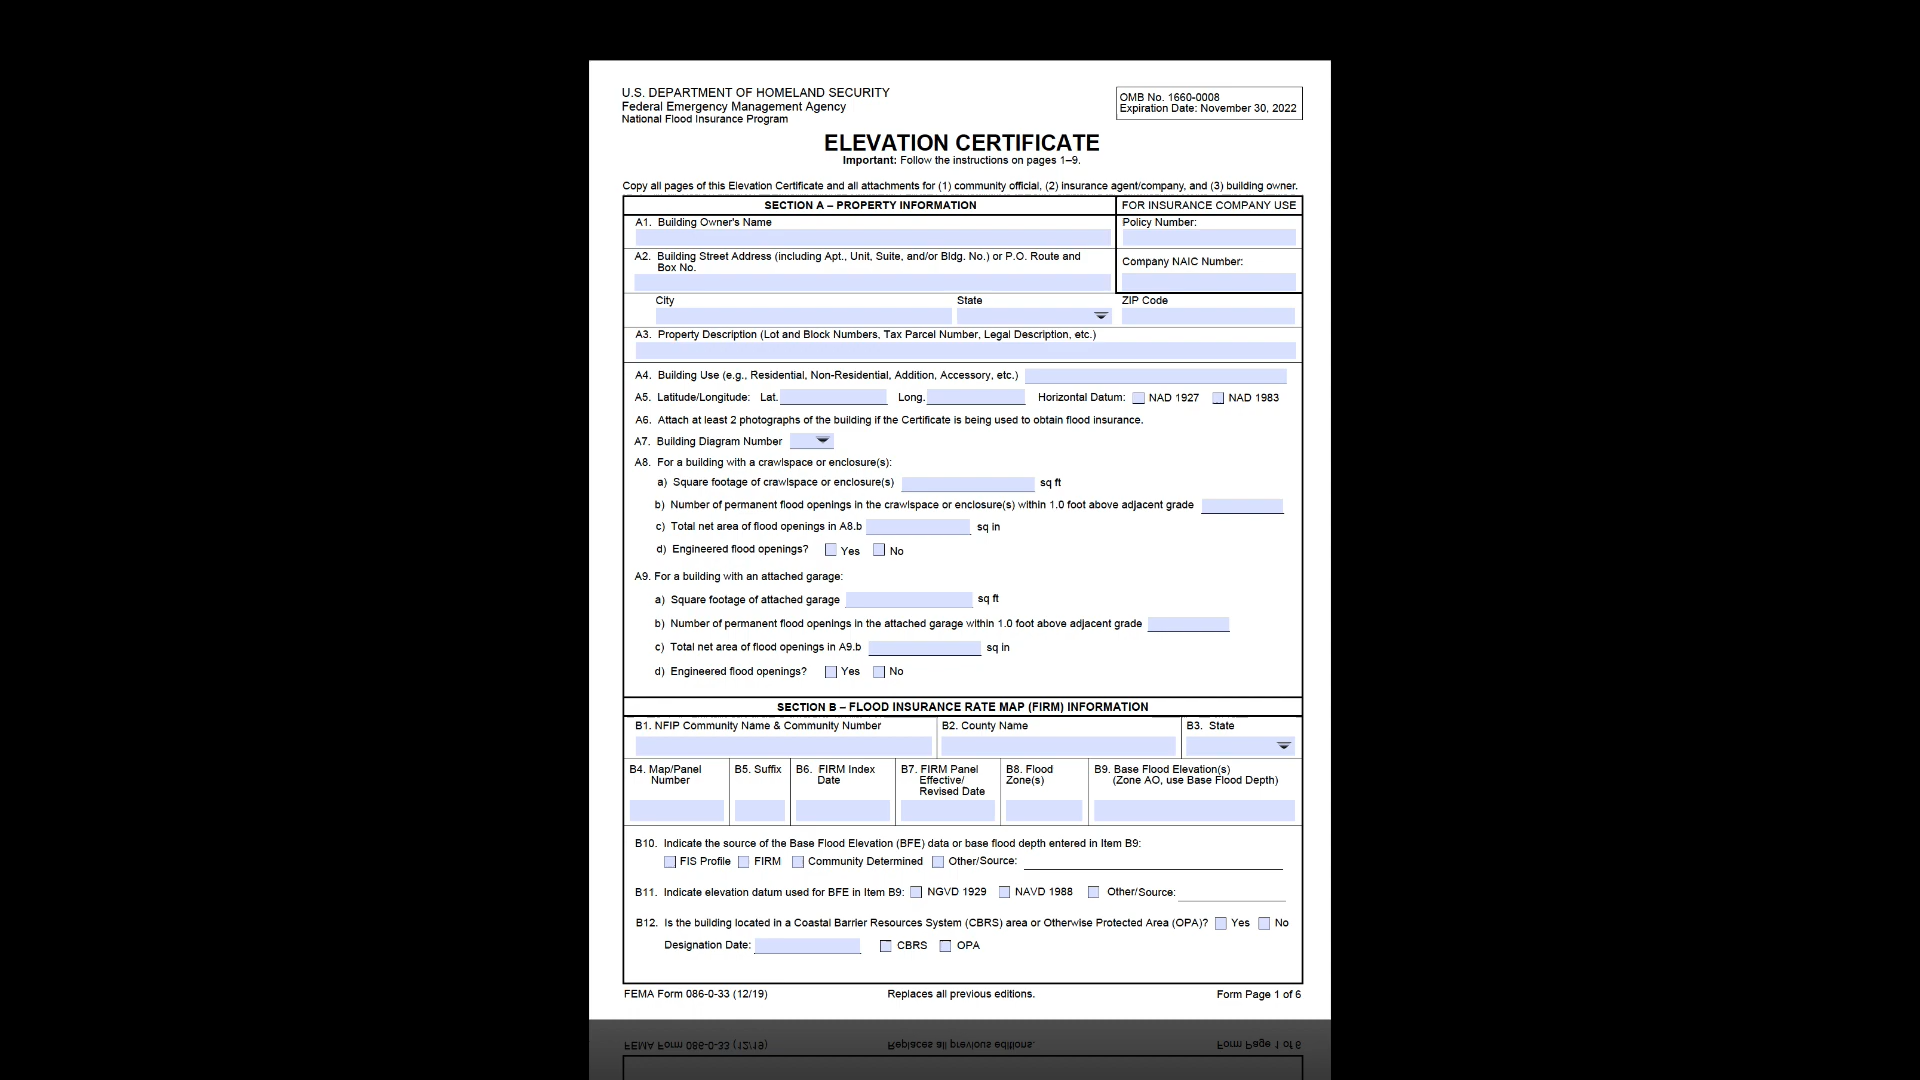 U.S. DEPARTMENT OF HOMELAND SECURITY
Federal Emergency Management Agency
National Flood Insurance Program
OMB No. 1660-0008
Expiration Date: November 30, 2022
ELEVATION CERTIFICATE
Important: Follow the instructions on pages 1–9.
Copy all pages of this Elevation Certificate and all attachments for (1) community official, (2) insurance agent/company, and (3) building owner.
SECTION A – PROPERTY INFORMATION
FOR INSURANCE COMPANY USE
A1. Building Owner's Name
Policy Number:
A2. Building Street Address (including Apt., Unit, Suite, and/or Bldg. No.) or P.O. Route and
Box No.
Company NAIC Number:
City State ZIP Code
A3. Property Description (Lot and Block Numbers, Tax Parcel Number, Legal Description, etc.)
A4. Building Use (e.g., Residential, Non-Residential, Addition, Accessory, etc.)
A5. Latitude/Longitude: Lat. Long. Horizontal Datum: NAD 1927 NAD 1983
A6. Attach at least 2 photographs of the building if the Certificate is being used to obtain flood insurance.
A7. Building Diagram Number
A8. For a building with a crawlspace or enclosure(s):
a) Square footage of crawlspace or enclosure(s) sq ft
b) Number of permanent flood openings in the crawlspace or enclosure(s) within 1.0 foot above adjacent grade
c) Total net area of flood openings in A8.b sq in
d) Engineered flood openings? Yes No
A9. For a building with an attached garage:
a) Square footage of attached garage sq ft
b) Number of permanent flood openings in the attached garage within 1.0 foot above adjacent grade
c) Total net area of flood openings in A9.b sq in
d) Engineered flood openings? Yes No
SECTION B – FLOOD INSURANCE RATE MAP (FIRM) INFORMATION
B1. NFIP Community Name & Community Number
B2. County Name
B3. State
B4. Map/Panel
Number
B5. Suffix
B6. FIRM Index
Date
B7. FIRM Panel
Effective/
Revised Date
B8. Flood
Zone(s)
B9. Base Flood Elevation(s)
(Zone AO, use Base Flood Depth)
B10. Indicate the source of the Base Flood Elevation (BFE) data or base flood depth entered in Item B9:
FIS Profile FIRM Community Determined Other/Source:
B11. Indicate elevation datum used for BFE in Item B9: NGVD 1929 NAVD 1988 Other/Source:
B12. Is the building located in a Coastal Barrier Resources System (CBRS) area or Otherwise Protected Area (OPA)? Yes No
Designation Date: CBRS OPA
FEMA Form 086-0-33 (12/19) Replaces all previous editions. Form Page 1 of 6